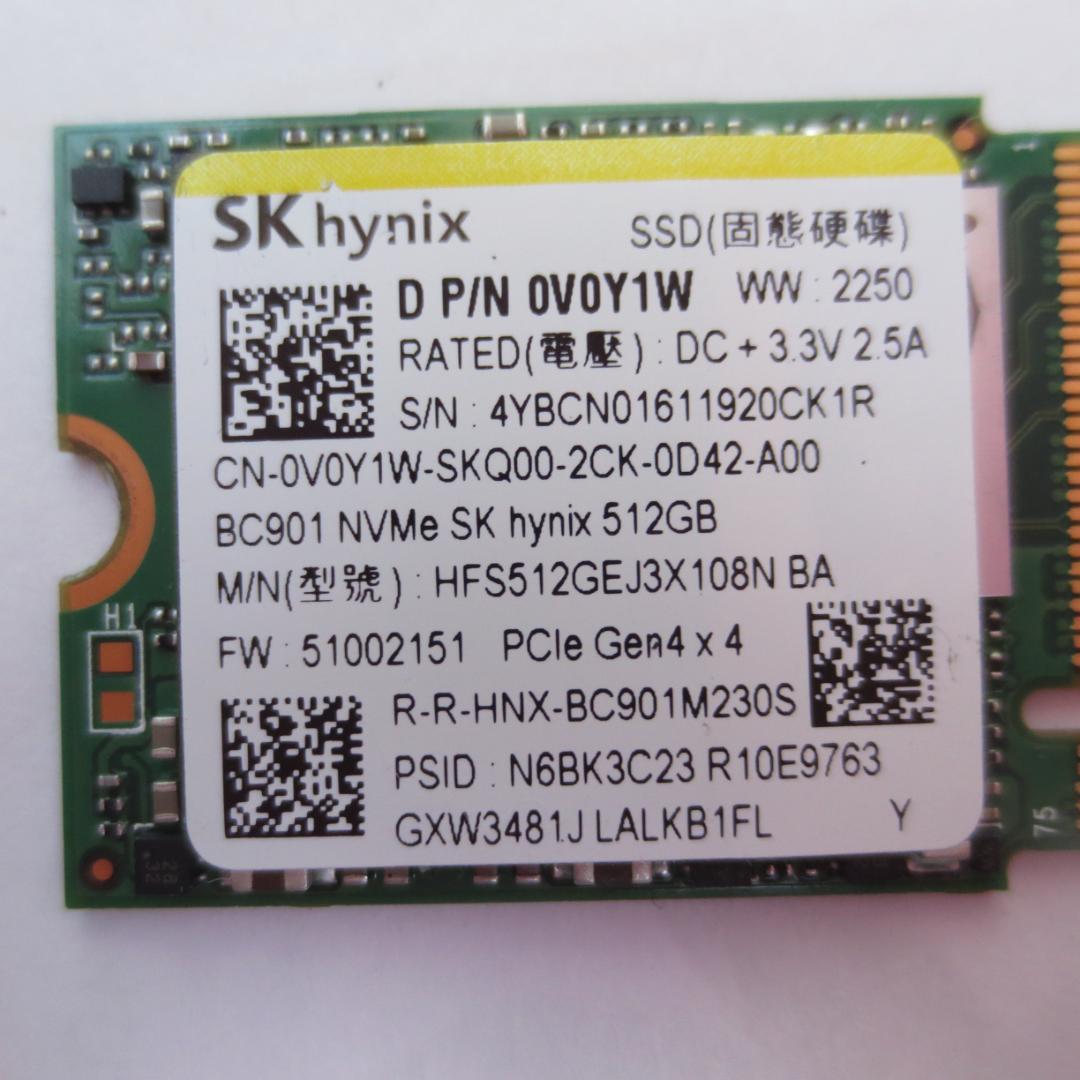 SK hynix SSD(固態硬碟)
D P/N 0V0Y1W WW : 2250
RATED(電壓) : DC + 3.3V 2.5A
S/N : 4YBCN01611920CK1R
CN-0V0Y1W-SKQ00-2CK-0D42-A00
BC901 NVMe SK hynix 512GB
M/N(型號) : HFS512GEJ3X108N BA
FW : 51002151 PCIe Gen4 x 4
R-R-HNX-BC901M230S
PSID : N6BK3C23 R10E9763
GXW3481J LALKB1FL Y
H1
1
75